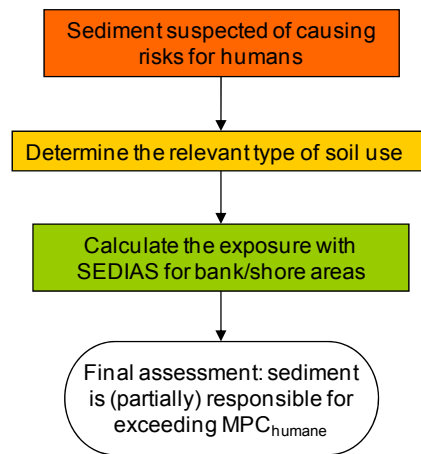 Sediment suspected of causing
risks for humans
Determine the relevant type of soil use
Calculate the exposure with
SEDIAS for bank/shore areas
Final assessment: sediment
is (partially) responsible for
exceeding MPChumane